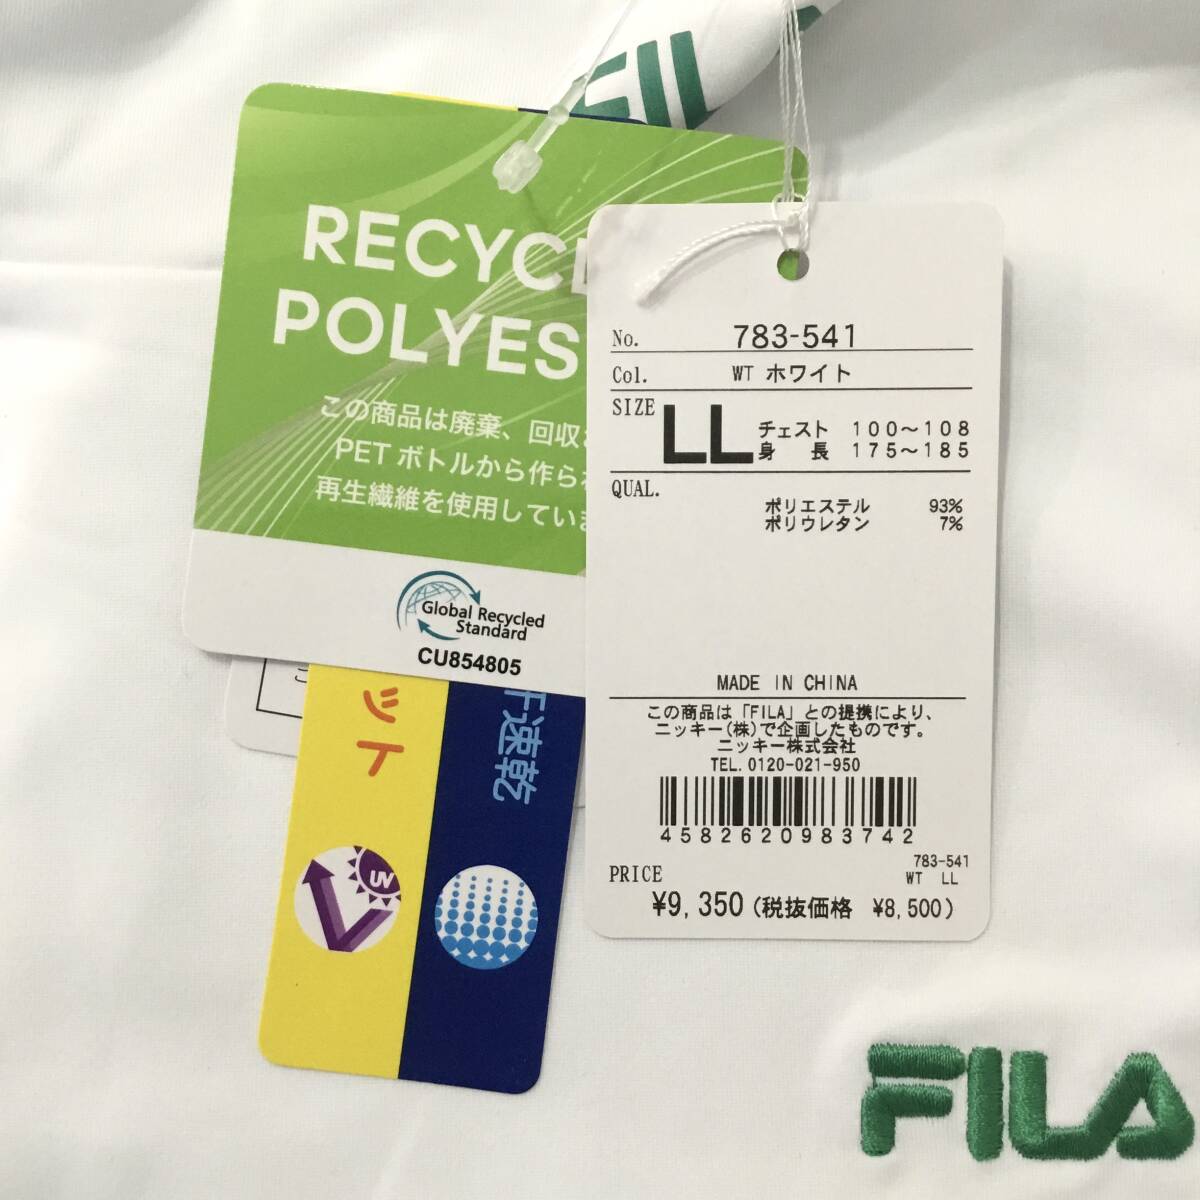 FILA
RECYCL
POLYES
この商品は廃棄、回収
PETボトルから作ら
再生繊維を使用してい
Global Recycled
Standard
CU854805
ット
速乾
UV
No. 783-541
Col. WT ホワイト
SIZE LL チェスト 100～108
身 長 175～185
QUAL.
ポリエステル 93%
ポリウレタン 7%
MADE IN CHINA
この商品は「FILA」との提携により、
ニッキー(株)で企画したものです。
ニッキー株式会社
TEL. 0120-021-950
4582620983742
783-541
WT LL
PRICE
¥9,350 (税抜価格 ¥8,500)
FILA